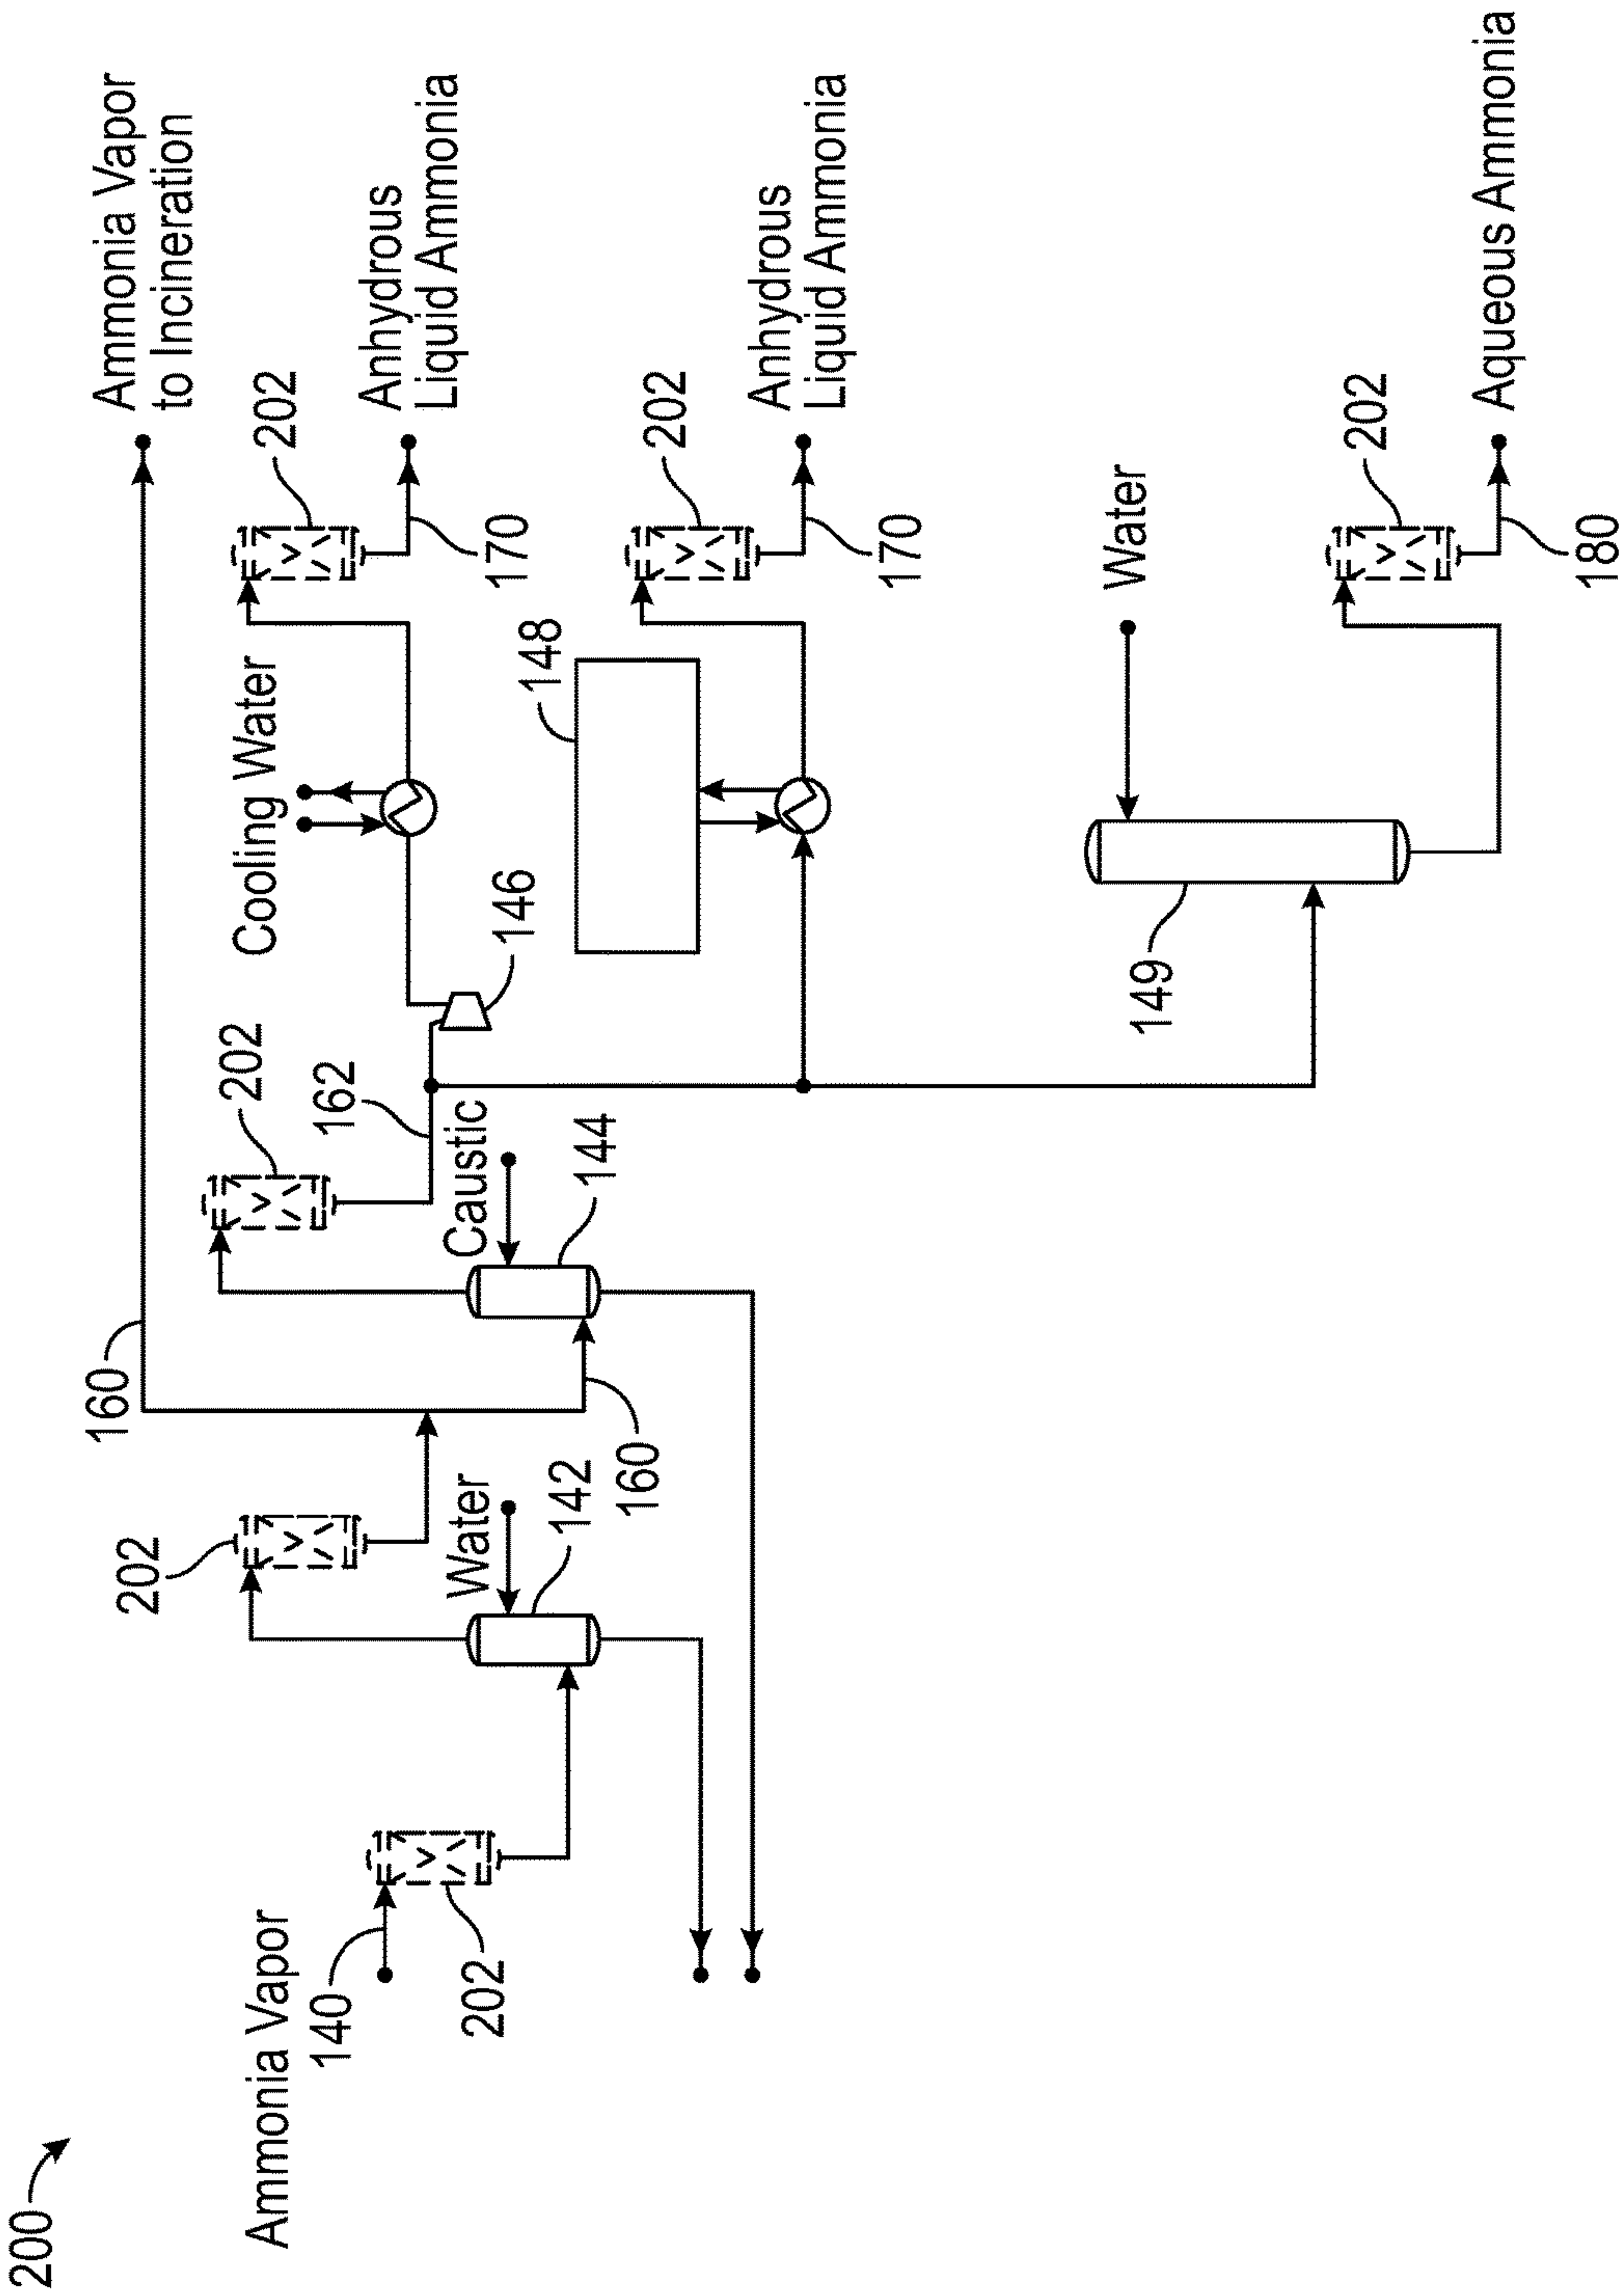 200
Ammonia Vapor
to Incineration
160
202
Anhydrous
Liquid Ammonia
170
Cooling Water
146
202
162
202
Water
142
160
Caustic
144
Ammonia Vapor
140
202
148
202
Anhydrous
Liquid Ammonia
170
Water
149
202
180
Aqueous Ammonia